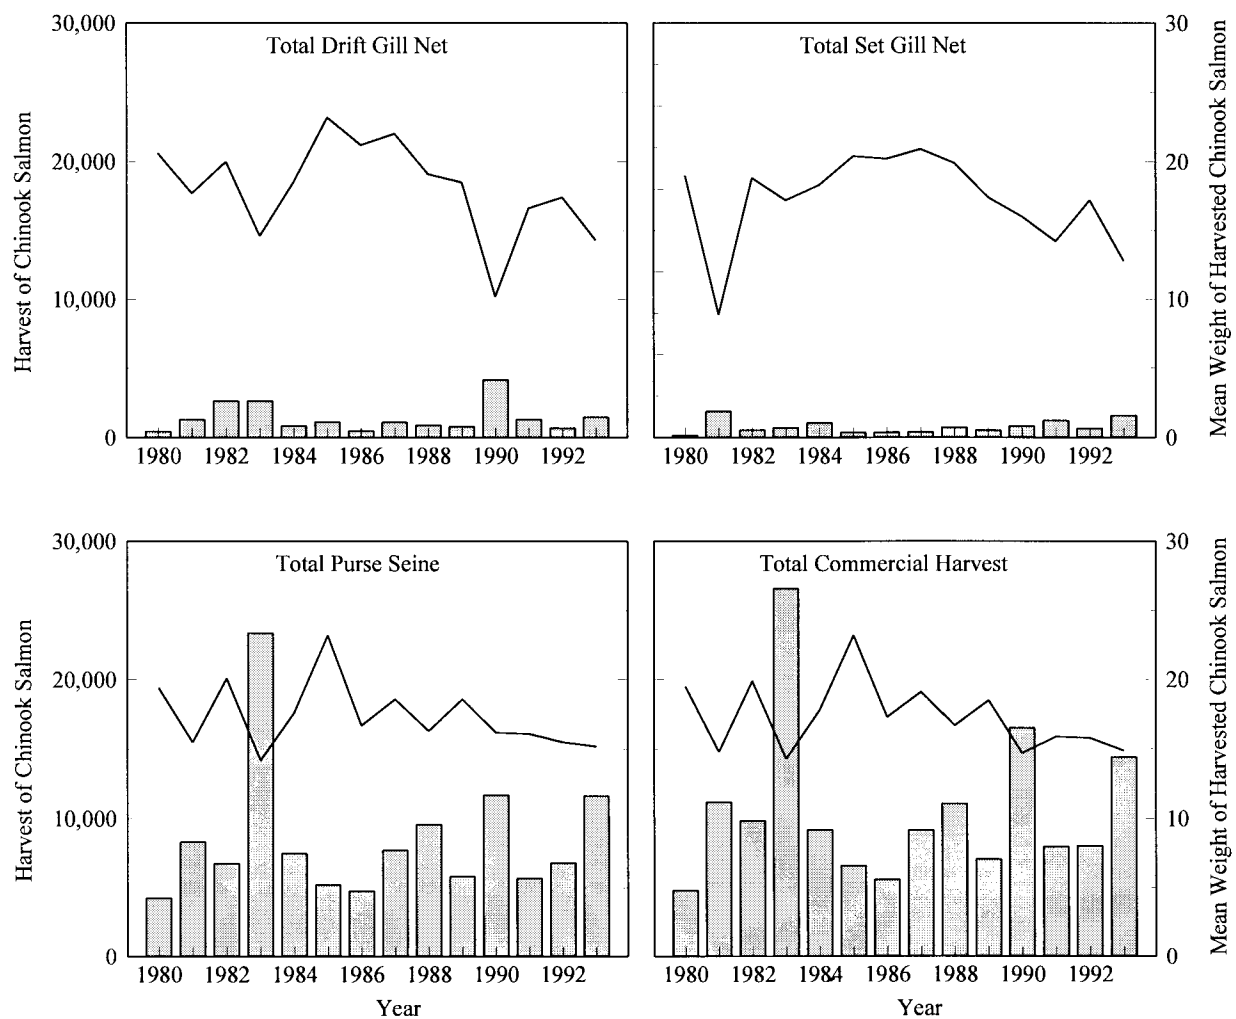 Total Drift Gill Net
Harvest of Chinook Salmon
30,000
20,000
10,000
0
1980 1982 1984 1986 1988 1990 1992
Total Set Gill Net
30
20
10
0
Mean Weight of Harvested Chinook Salmon
1980 1982 1984 1986 1988 1990 1992
Total Purse Seine
Harvest of Chinook Salmon
30,000
20,000
10,000
0
1980 1982 1984 1986 1988 1990 1992
Year
Total Commercial Harvest
30
20
10
0
Mean Weight of Harvested Chinook Salmon
1980 1982 1984 1986 1988 1990 1992
Year